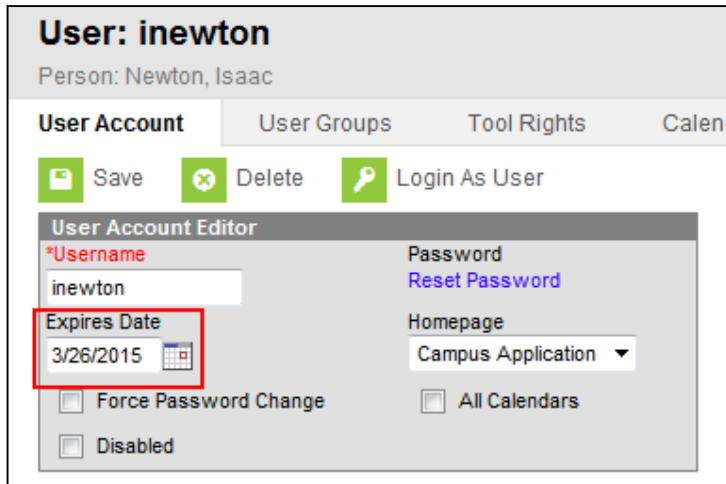 User: inewton
Person: Newton, Isaac
User Account User Groups Tool Rights Calen
Save Delete Login As User
User Account Editor
*Username Password
inewton Reset Password
Expires Date Homepage
3/26/2015 Campus Application
Force Password Change All Calendars
Disabled